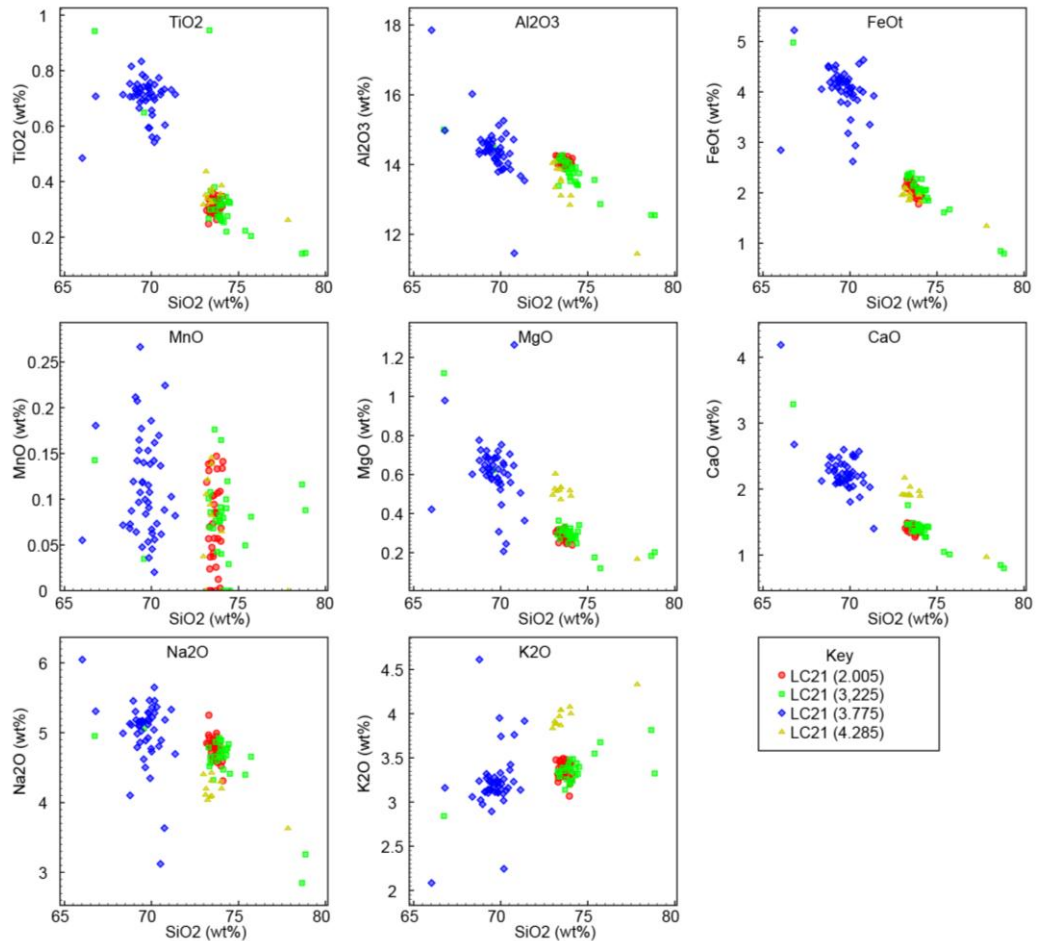 TiO2
TiO2 (wt%)
1
0.8
0.6
0.4
0.2
65 70 75 80
SiO2 (wt%)
Al2O3
Al2O3 (wt%)
18
16
14
12
65 70 75 80
SiO2 (wt%)
FeOt
FeOt (wt%)
5
4
3
2
1
65 70 75 80
SiO2 (wt%)
MnO
MnO (wt%)
0.25
0.2
0.15
0.1
0.05
0
65 70 75 80
SiO2 (wt%)
MgO
MgO (wt%)
1.2
1
0.8
0.6
0.4
0.2
65 70 75 80
SiO2 (wt%)
CaO
CaO (wt%)
4
3
2
1
65 70 75 80
SiO2 (wt%)
Na2O
Na2O (wt%)
6
5
4
3
65 70 75 80
SiO2 (wt%)
K2O
K2O (wt%)
4.5
4
3.5
3
2.5
2
65 70 75 80
SiO2 (wt%)
Key
LC21 (2.005)
LC21 (3,225)
LC21 (3.775)
LC21 (4.285)